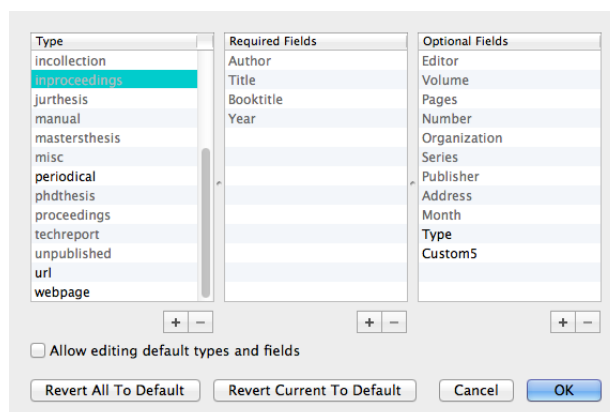 Type
incollection
inproceedings
jurthesis
manual
mastersthesis
misc
periodical
phdthesis
proceedings
techreport
unpublished
url
webpage
Required Fields
Author
Title
Booktitle
Year
Optional Fields
Editor
Volume
Pages
Number
Organization
Series
Publisher
Address
Month
Type
Custom5
+ −
+ −
+ −
Allow editing default types and fields
Revert All To Default
Revert Current To Default
Cancel
OK